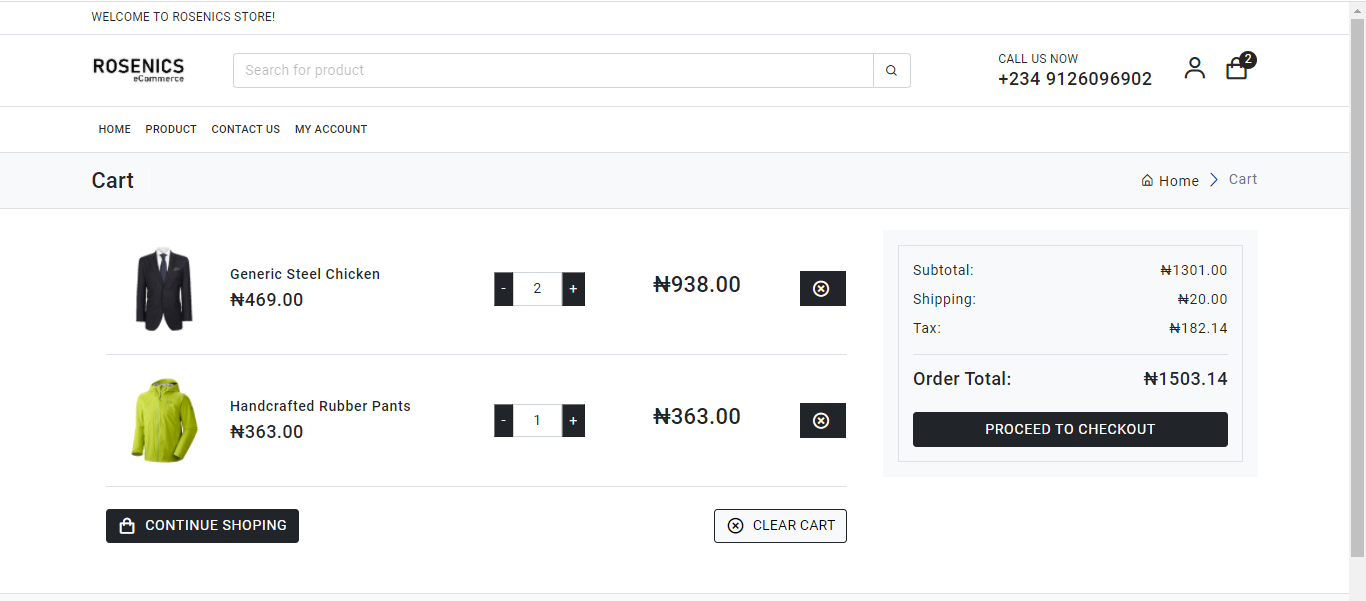 WELCOME TO ROSENICS STORE!
ROSENICS
eCommerce
Search for product
CALL US NOW
+234 9126096902
2
HOME PRODUCT CONTACT US MY ACCOUNT
Cart
Home Cart
Generic Steel Chicken
₦469.00
- 2 +
₦938.00
Handcrafted Rubber Pants
₦363.00
- 1 +
₦363.00
CONTINUE SHOPING
CLEAR CART
Subtotal: ₦1301.00
Shipping: ₦20.00
Tax: ₦182.14
Order Total: ₦1503.14
PROCEED TO CHECKOUT